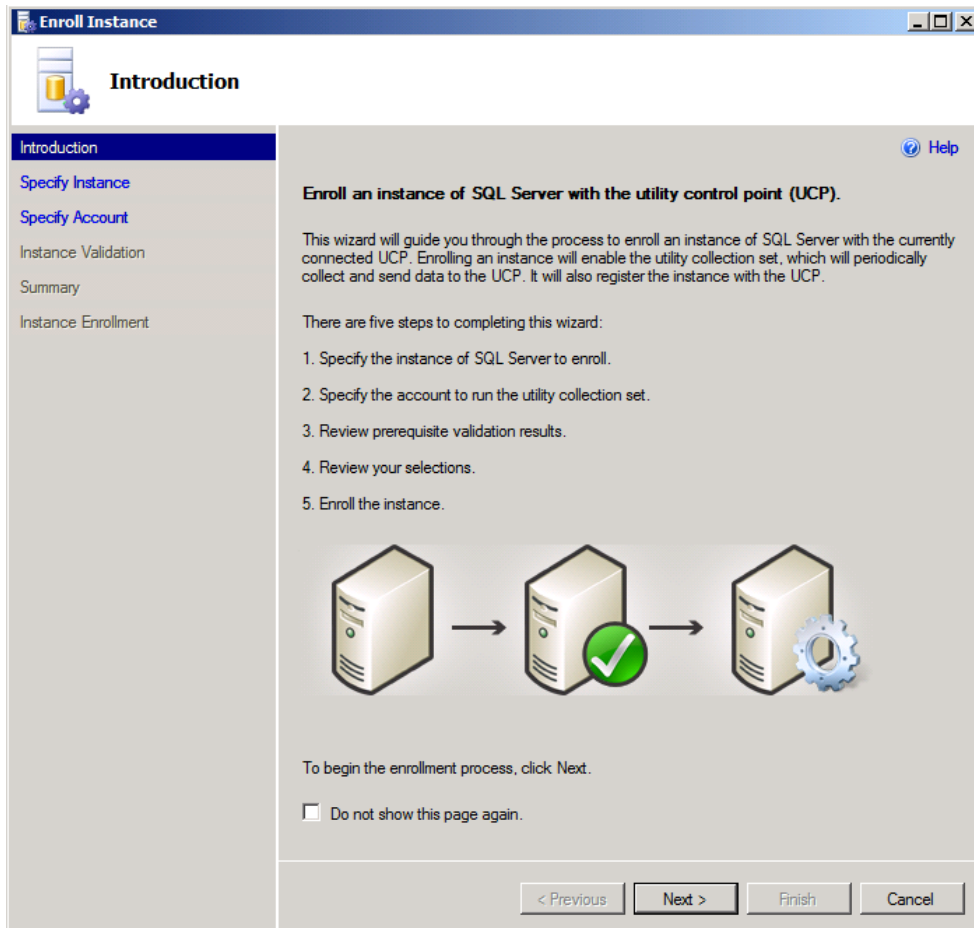 Enroll Instance
Introduction
Introduction
Specify Instance
Specify Account
Instance Validation
Summary
Instance Enrollment
Help
Enroll an instance of SQL Server with the utility control point (UCP).
This wizard will guide you through the process to enroll an instance of SQL Server with the currently
connected UCP. Enrolling an instance will enable the utility collection set, which will periodically
collect and send data to the UCP. It will also register the instance with the UCP.
There are five steps to completing this wizard:
1. Specify the instance of SQL Server to enroll.
2. Specify the account to run the utility collection set.
3. Review prerequisite validation results.
4. Review your selections.
5. Enroll the instance.
To begin the enrollment process, click Next.
Do not show this page again.
< Previous Next > Finish Cancel